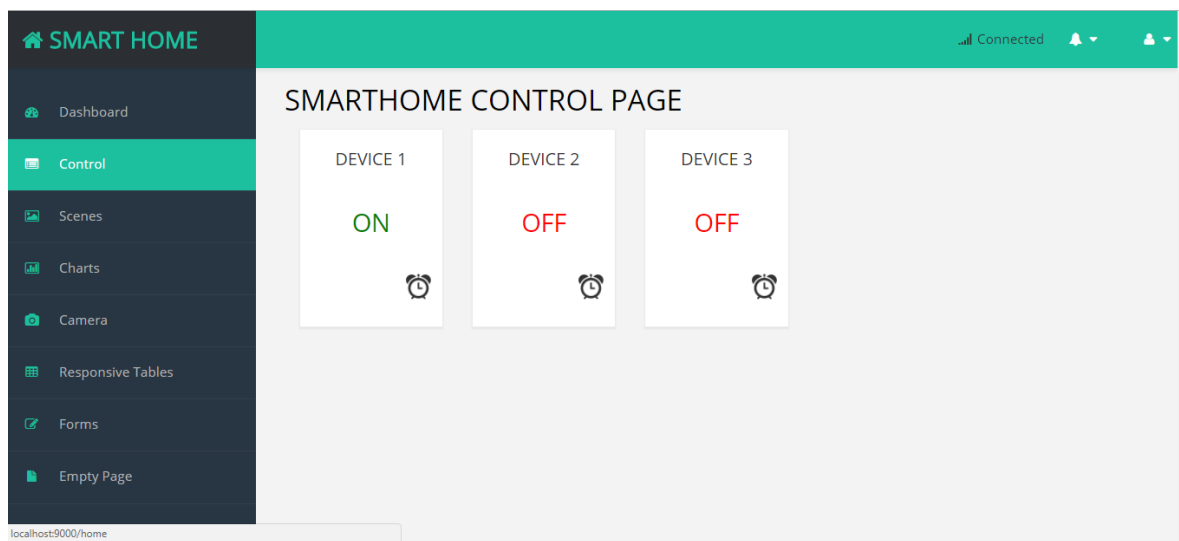 SMART HOME
Connected
Dashboard
Control
Scenes
Charts
Camera
Responsive Tables
Forms
Empty Page
SMARTHOME CONTROL PAGE
DEVICE 1 DEVICE 2 DEVICE 3
ON OFF OFF
localhost:9000/home